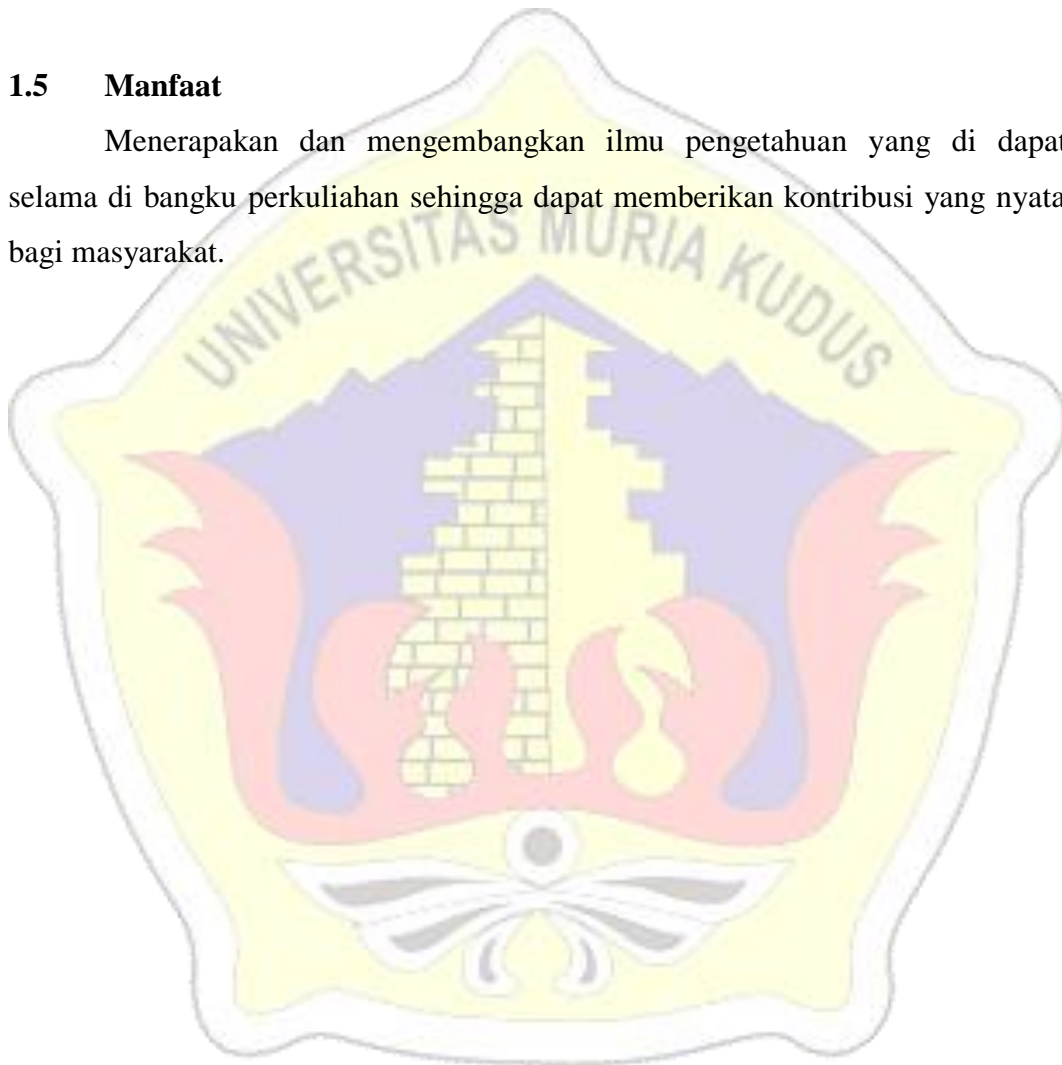 1.5 Manfaat
Menerapakan dan mengembangkan ilmu pengetahuan yang di dapat
selama di bangku perkuliahan sehingga dapat memberikan kontribusi yang nyata
bagi masyarakat.
UNIVERSITAS MURIA KUDUS